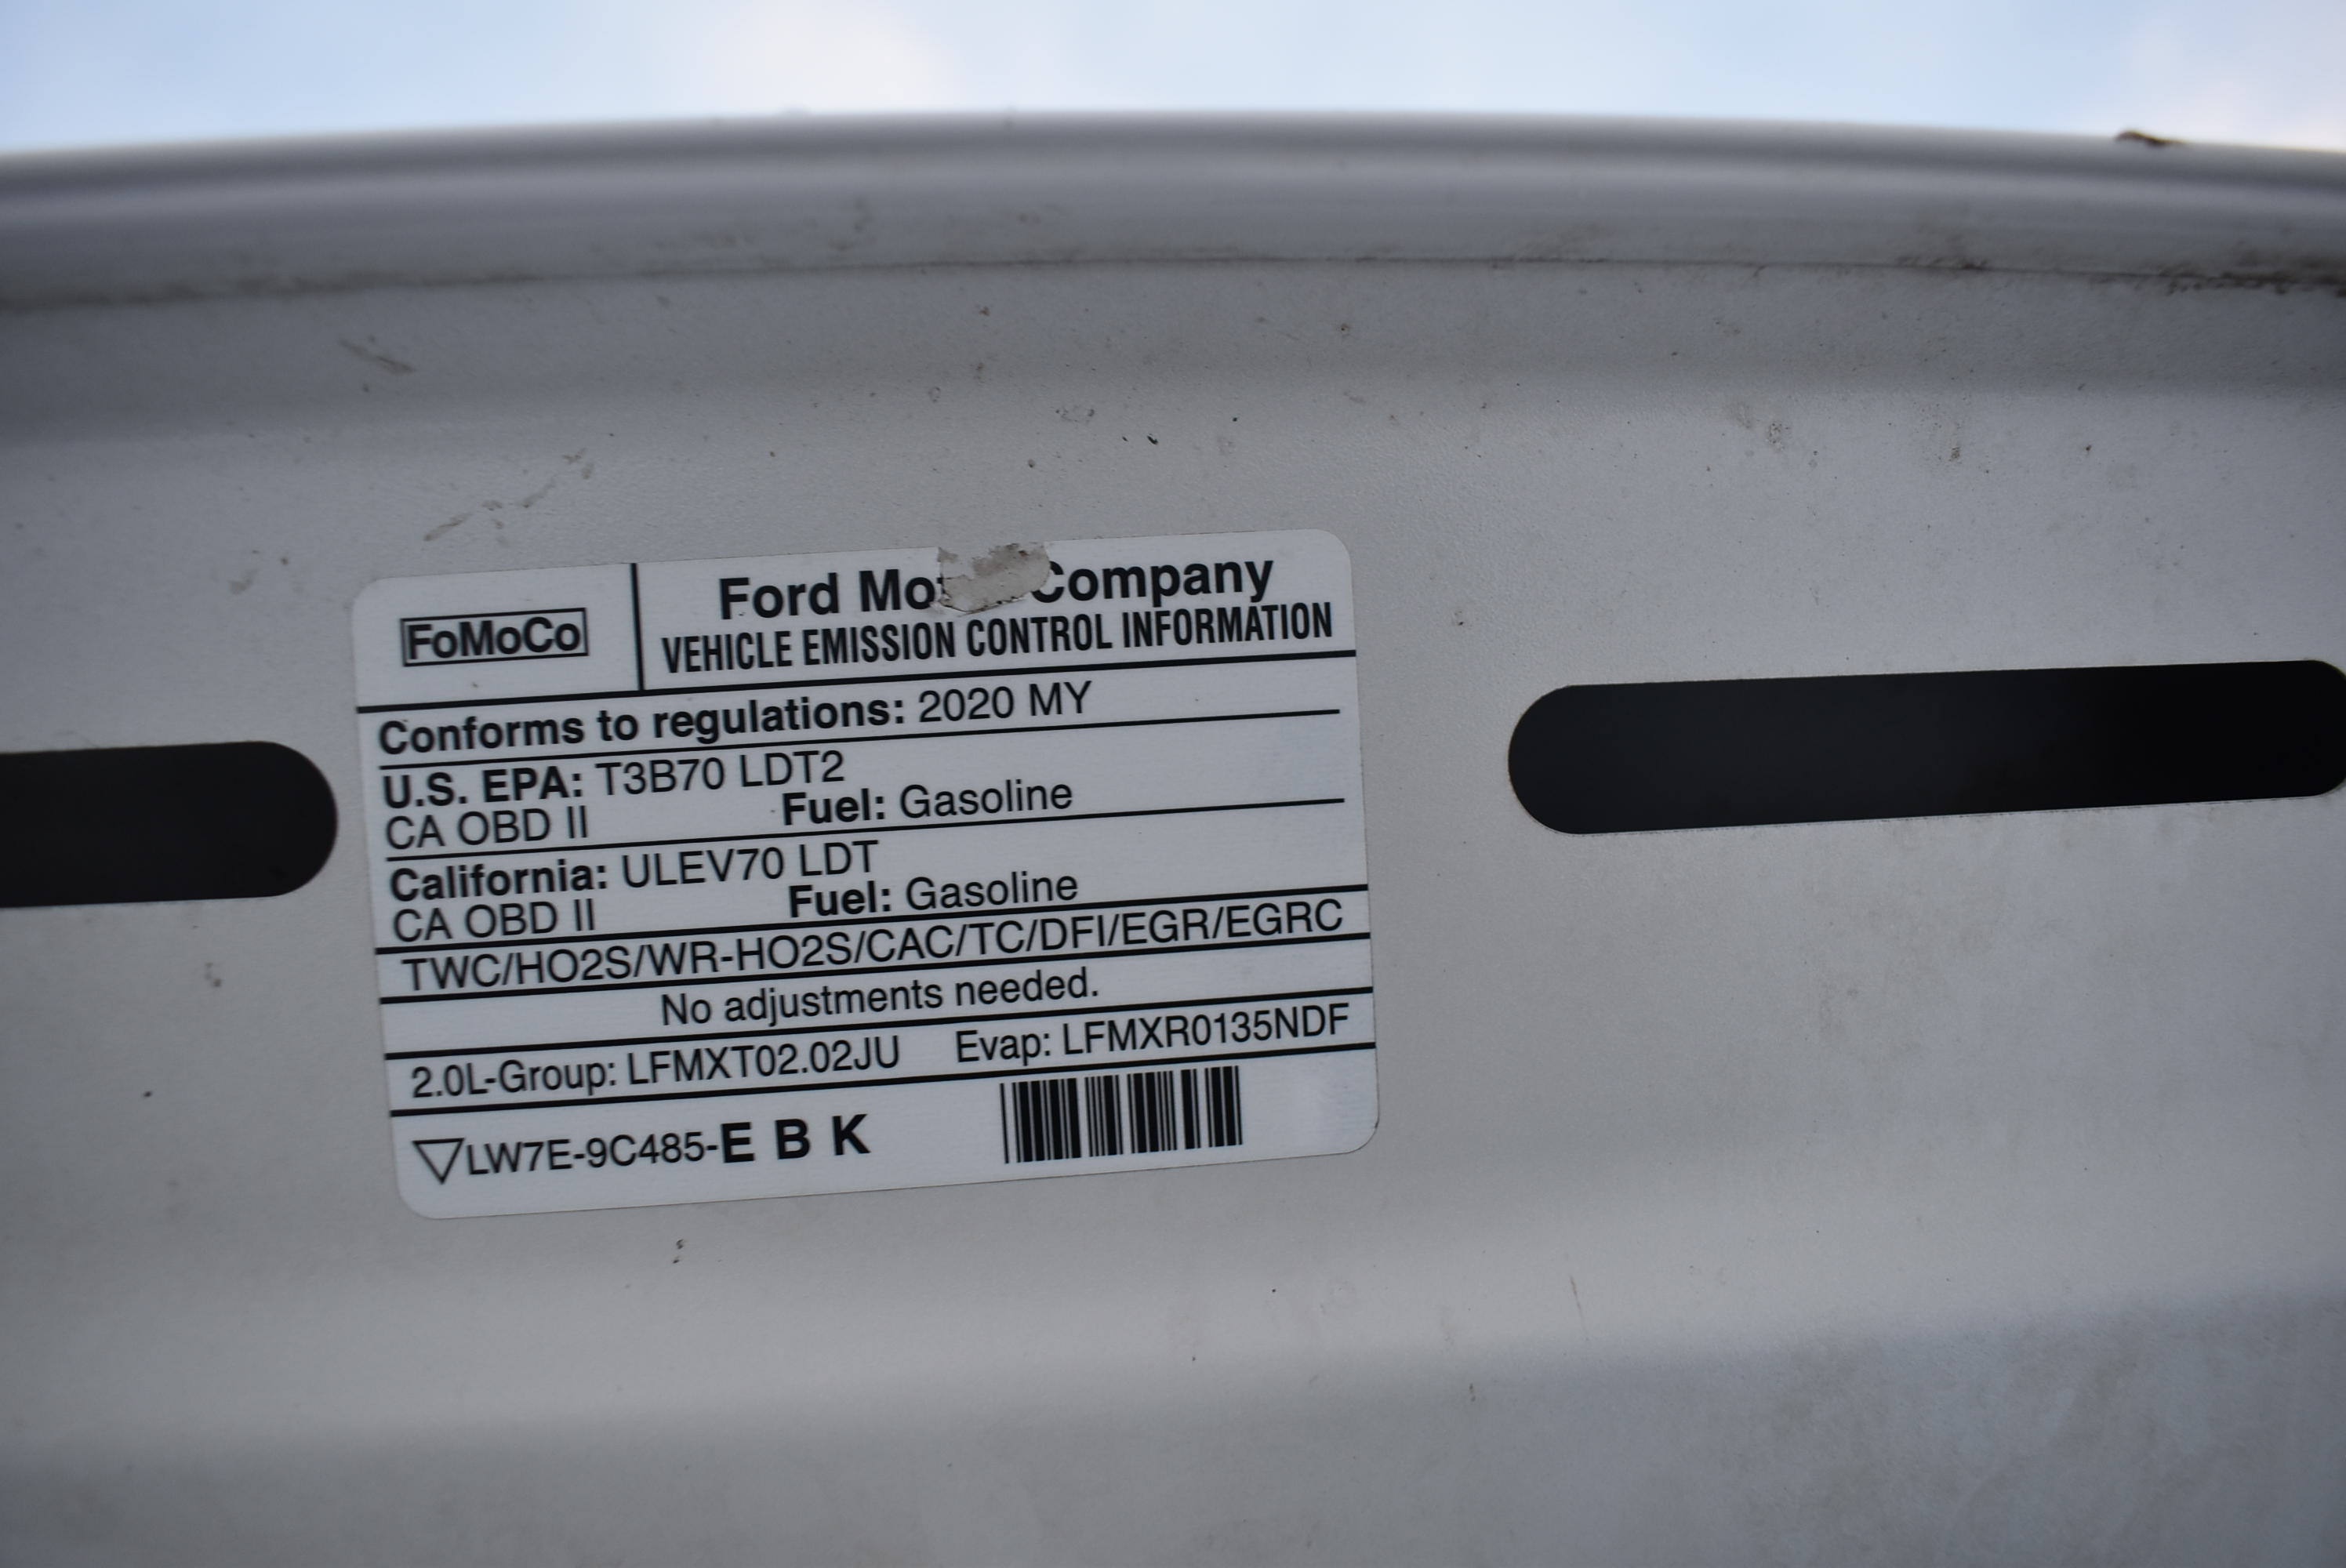 FoMoCo
Ford Mo Company
VEHICLE EMISSION CONTROL INFORMATION
Conforms to regulations: 2020 MY
U.S. EPA: T3B70 LDT2
CA OBD II Fuel: Gasoline
California: ULEV70 LDT
CA OBD II Fuel: Gasoline
TWC/HO2S/WR-HO2S/CAC/TC/DFI/EGR/EGRC
No adjustments needed.
2.0L-Group: LFMXT02.02JU Evap: LFMXR0135NDF
LW7E-9C485-E B K